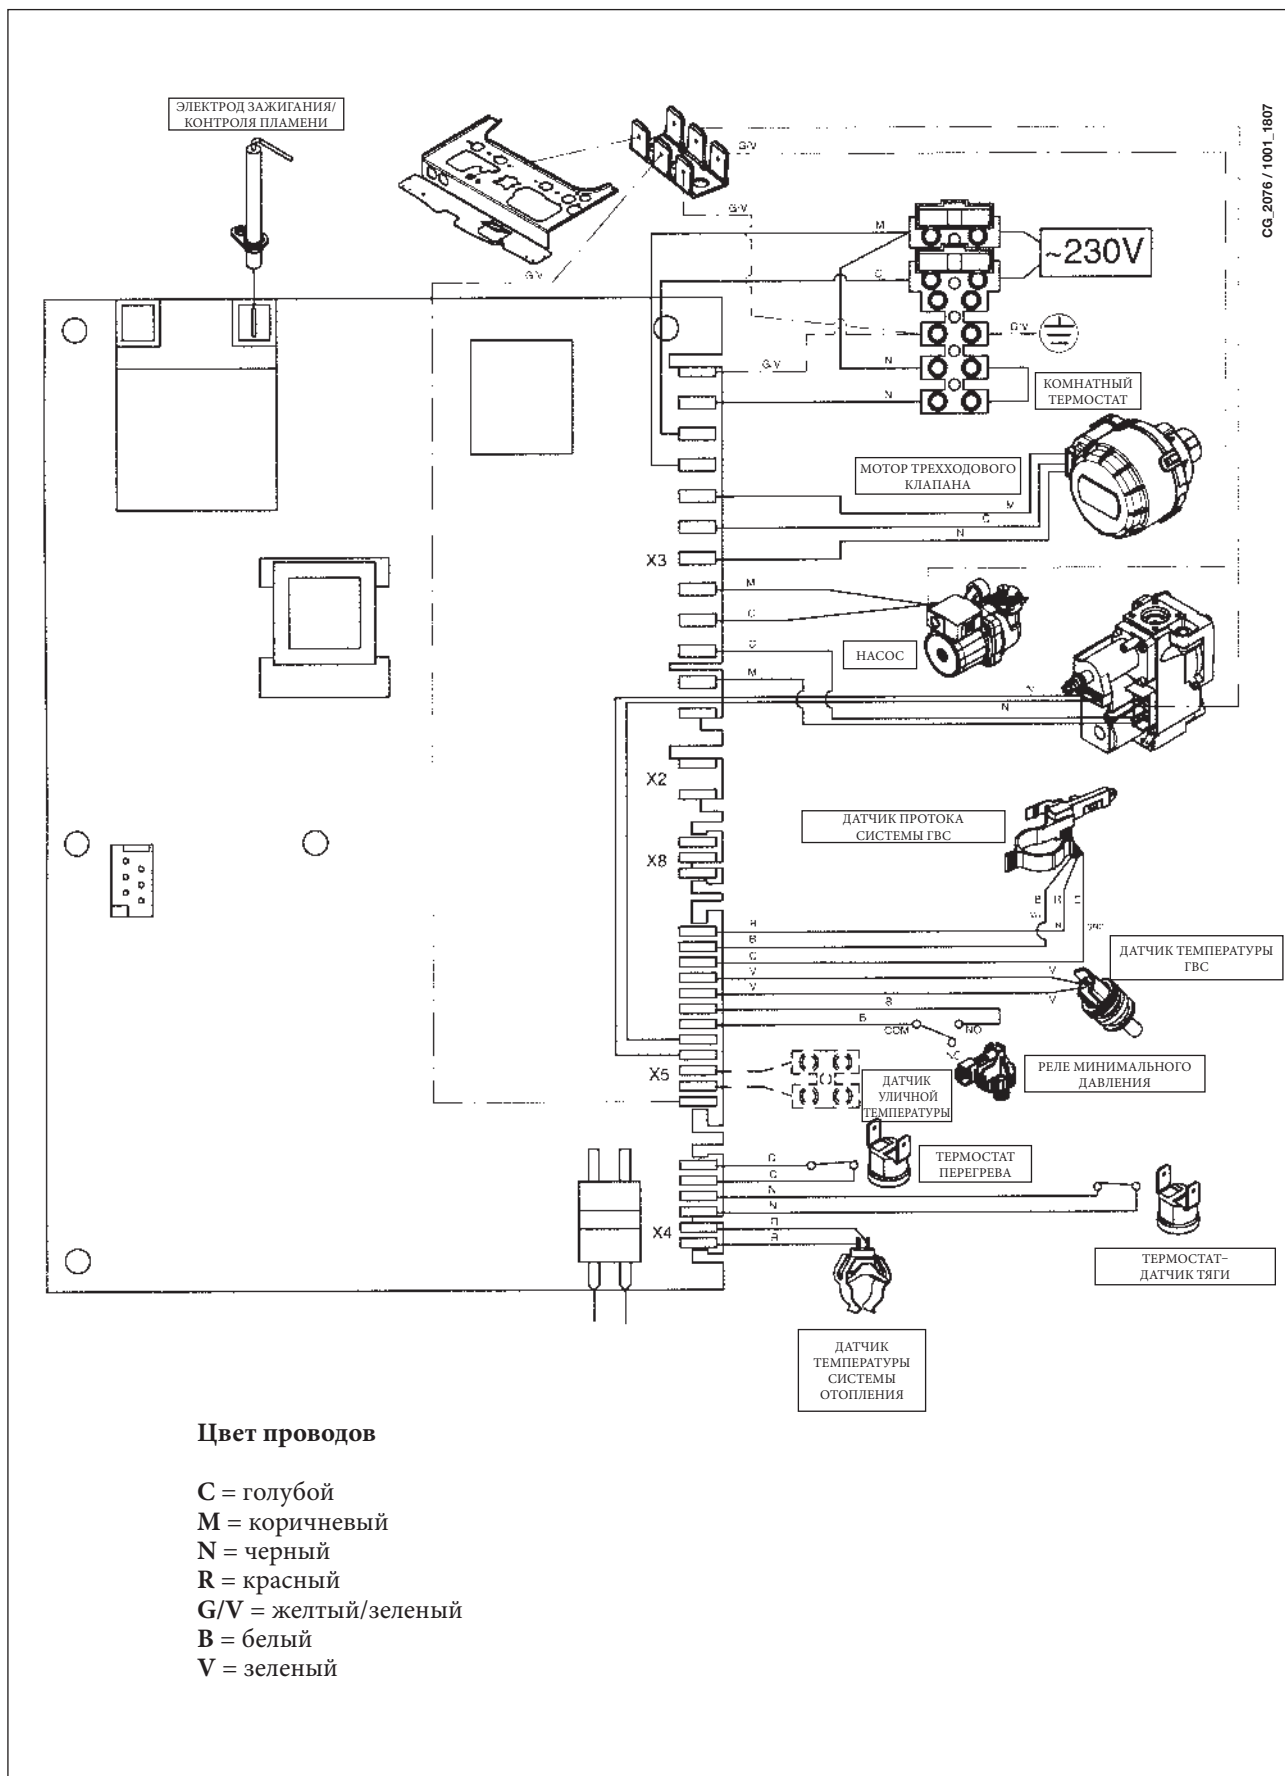 ЭЛЕКТРОД ЗАЖИГАНИЯ/
КОНТРОЛЯ ПЛАМЕНИ
CG_2076 / 1001_1807
G/V
G/V
G/V
M
~230V
C
G/V
G/V
N
КОМНАТНЫЙ
ТЕРМОСТАТ
N
МОТОР ТРЕХХОДОВОГО
КЛАПАНА
M
C
N
X3
M
C
НАСОС
C
M
N
N
X2
ДАТЧИК ПРОТОКА
СИСТЕМЫ ГВС
X8
B
R
R
N
B
C
ДАТЧИК ТЕМПЕРАТУРЫ
ГВС
V
V
V
V
B
B
COM
NO
РЕЛЕ МИНИМАЛЬНОГО
ДАВЛЕНИЯ
X5
ДАТЧИК
УЛИЧНОЙ
ТЕМПЕРАТУРЫ
C
ТЕРМОСТАТ
ПЕРЕГРЕВА
C
N
N
X4
R
R
ТЕРМОСТАТ–
ДАТЧИК ТЯГИ
ДАТЧИК
ТЕМПЕРАТУРЫ
СИСТЕМЫ
ОТОПЛЕНИЯ
Цвет проводов
C = голубой
M = коричневый
N = черный
R = красный
G/V = желтый/зеленый
B = белый
V = зеленый